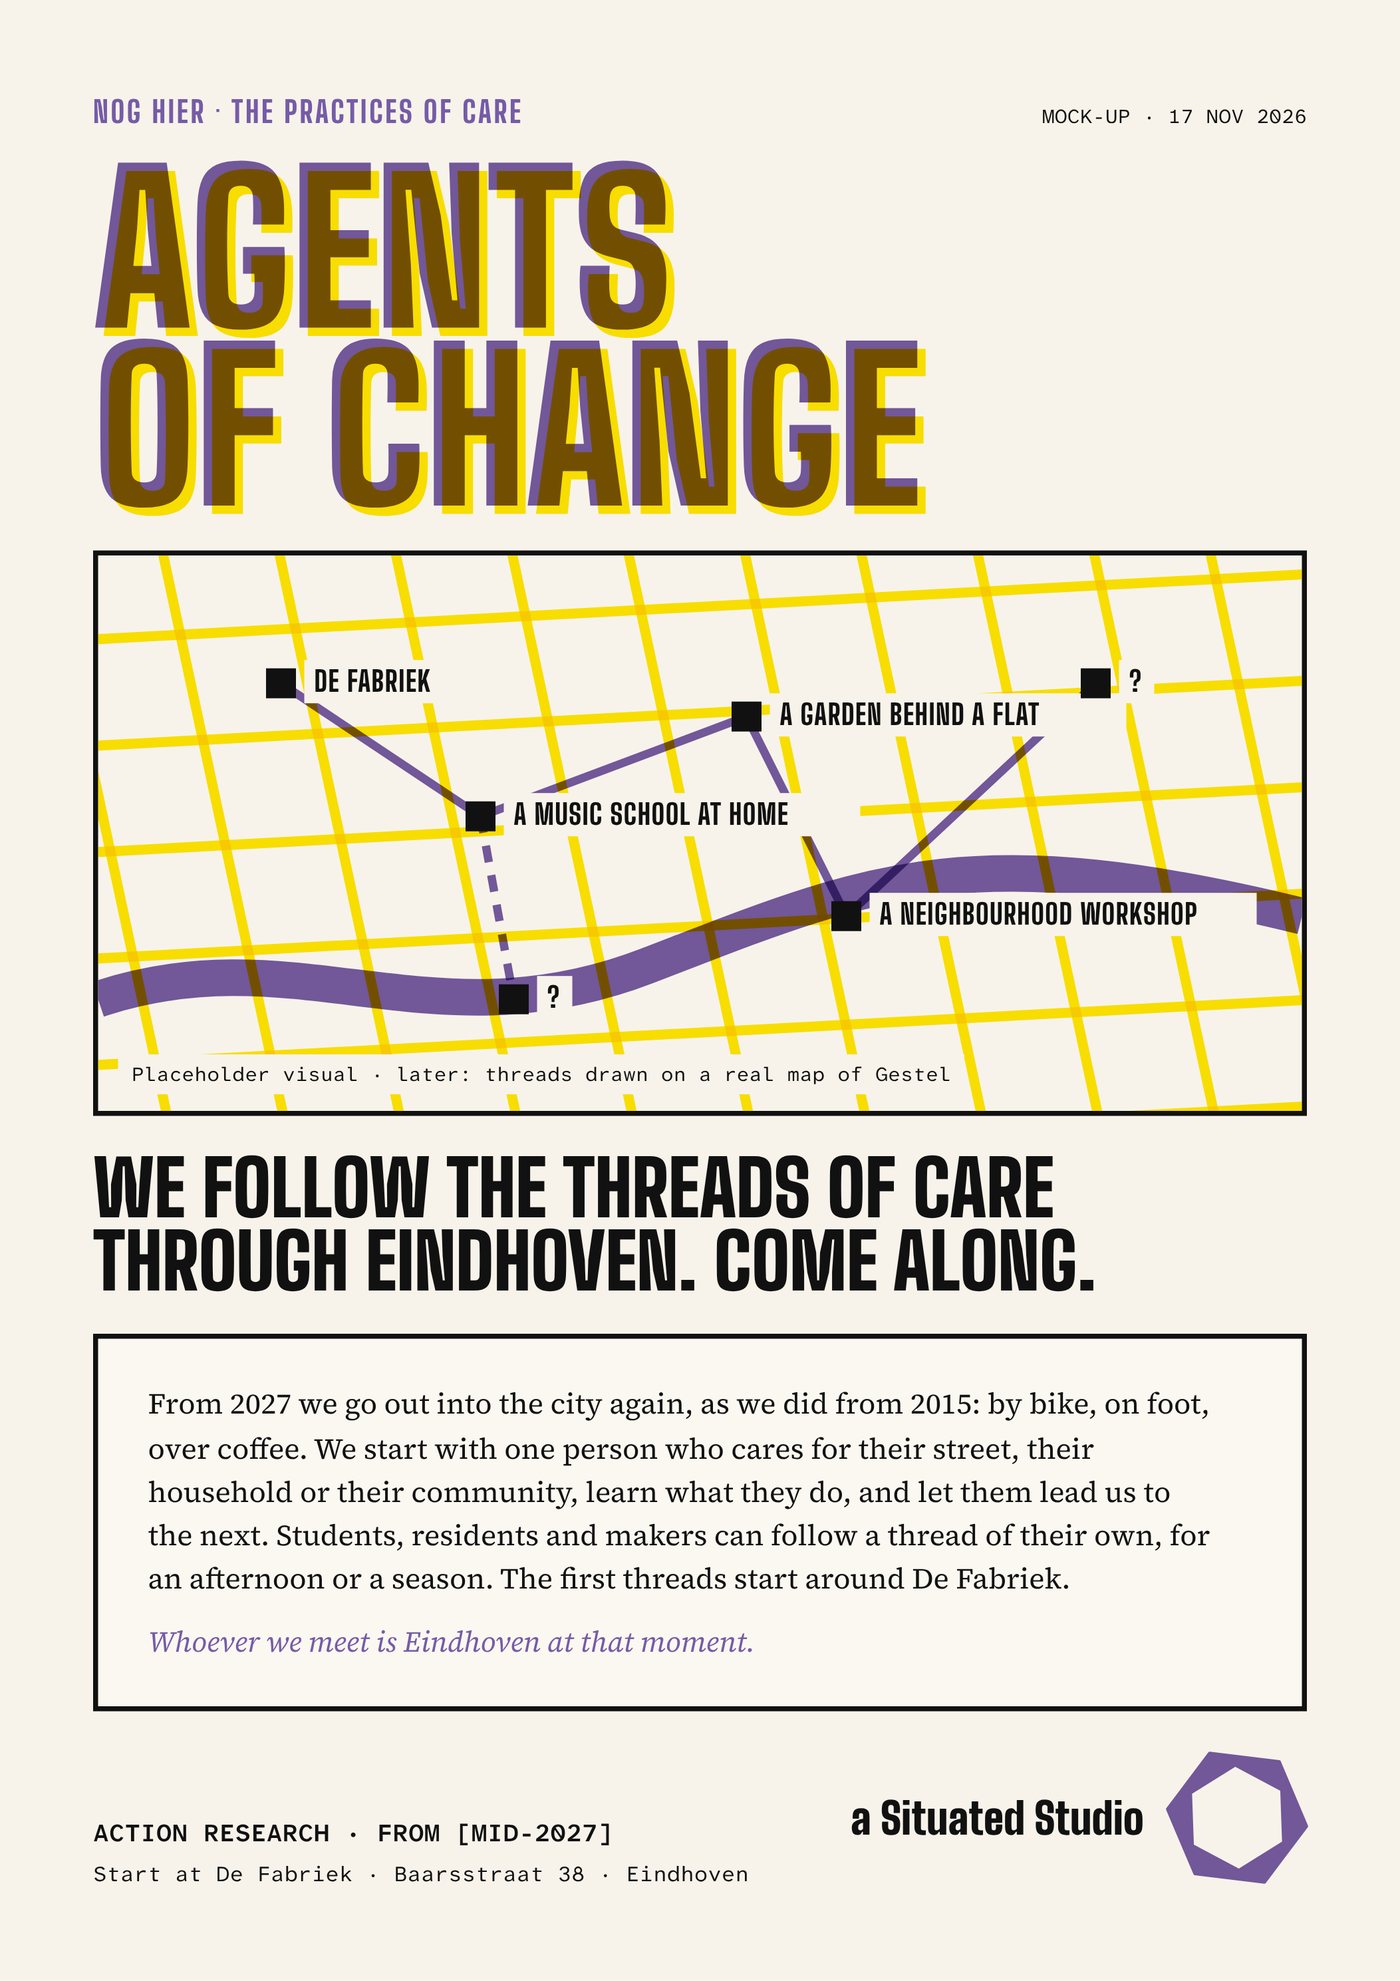 NOG HIER · THE PRACTICES OF CARE
MOCK-UP · 17 NOV 2026
AGENTS
OF CHANGE
DE FABRIEK
?
A GARDEN BEHIND A FLAT
A MUSIC SCHOOL AT HOME
A NEIGHBOURHOOD WORKSHOP
?
Placeholder visual · later: threads drawn on a real map of Gestel
WE FOLLOW THE THREADS OF CARE
THROUGH EINDHOVEN. COME ALONG.
From 2027 we go out into the city again, as we did from 2015: by bike, on foot,
over coffee. We start with one person who cares for their street, their
household or their community, learn what they do, and let them lead us to
the next. Students, residents and makers can follow a thread of their own, for
an afternoon or a season. The first threads start around De Fabriek.
Whoever we meet is Eindhoven at that moment.
a Situated Studio
ACTION RESEARCH · FROM [MID-2027]
Start at De Fabriek · Baarsstraat 38 · Eindhoven